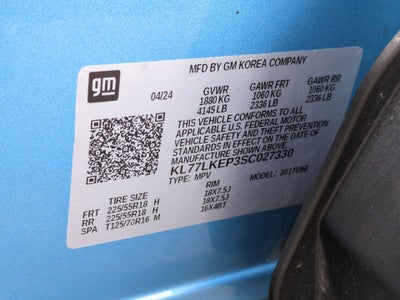 gm
MFD BY GM KOREA COMPANY
04/24 GVWR GAWR FRT GAWR RR
1880 KG 1060 KG 1060 KG
4145 LB 2336 LB 2336 LB
THIS VEHICLE CONFORMS TO ALL
APPLICABLE U.S. FEDERAL MOTOR
VEHICLE SAFETY AND THEFT
PREVENTION STANDARDS IN EFFECT ON
THE DATE OF MANUFACTURE SHOWN ABOVE
KL77LKEP3SC027330
TYPE: MPV MODEL:
TIRE SIZE RIM
FRT 225/55R18 H 18X7.5J
RR 225/55R18 H 18X7.5J
SPA T125/70R16 M 16X4BT